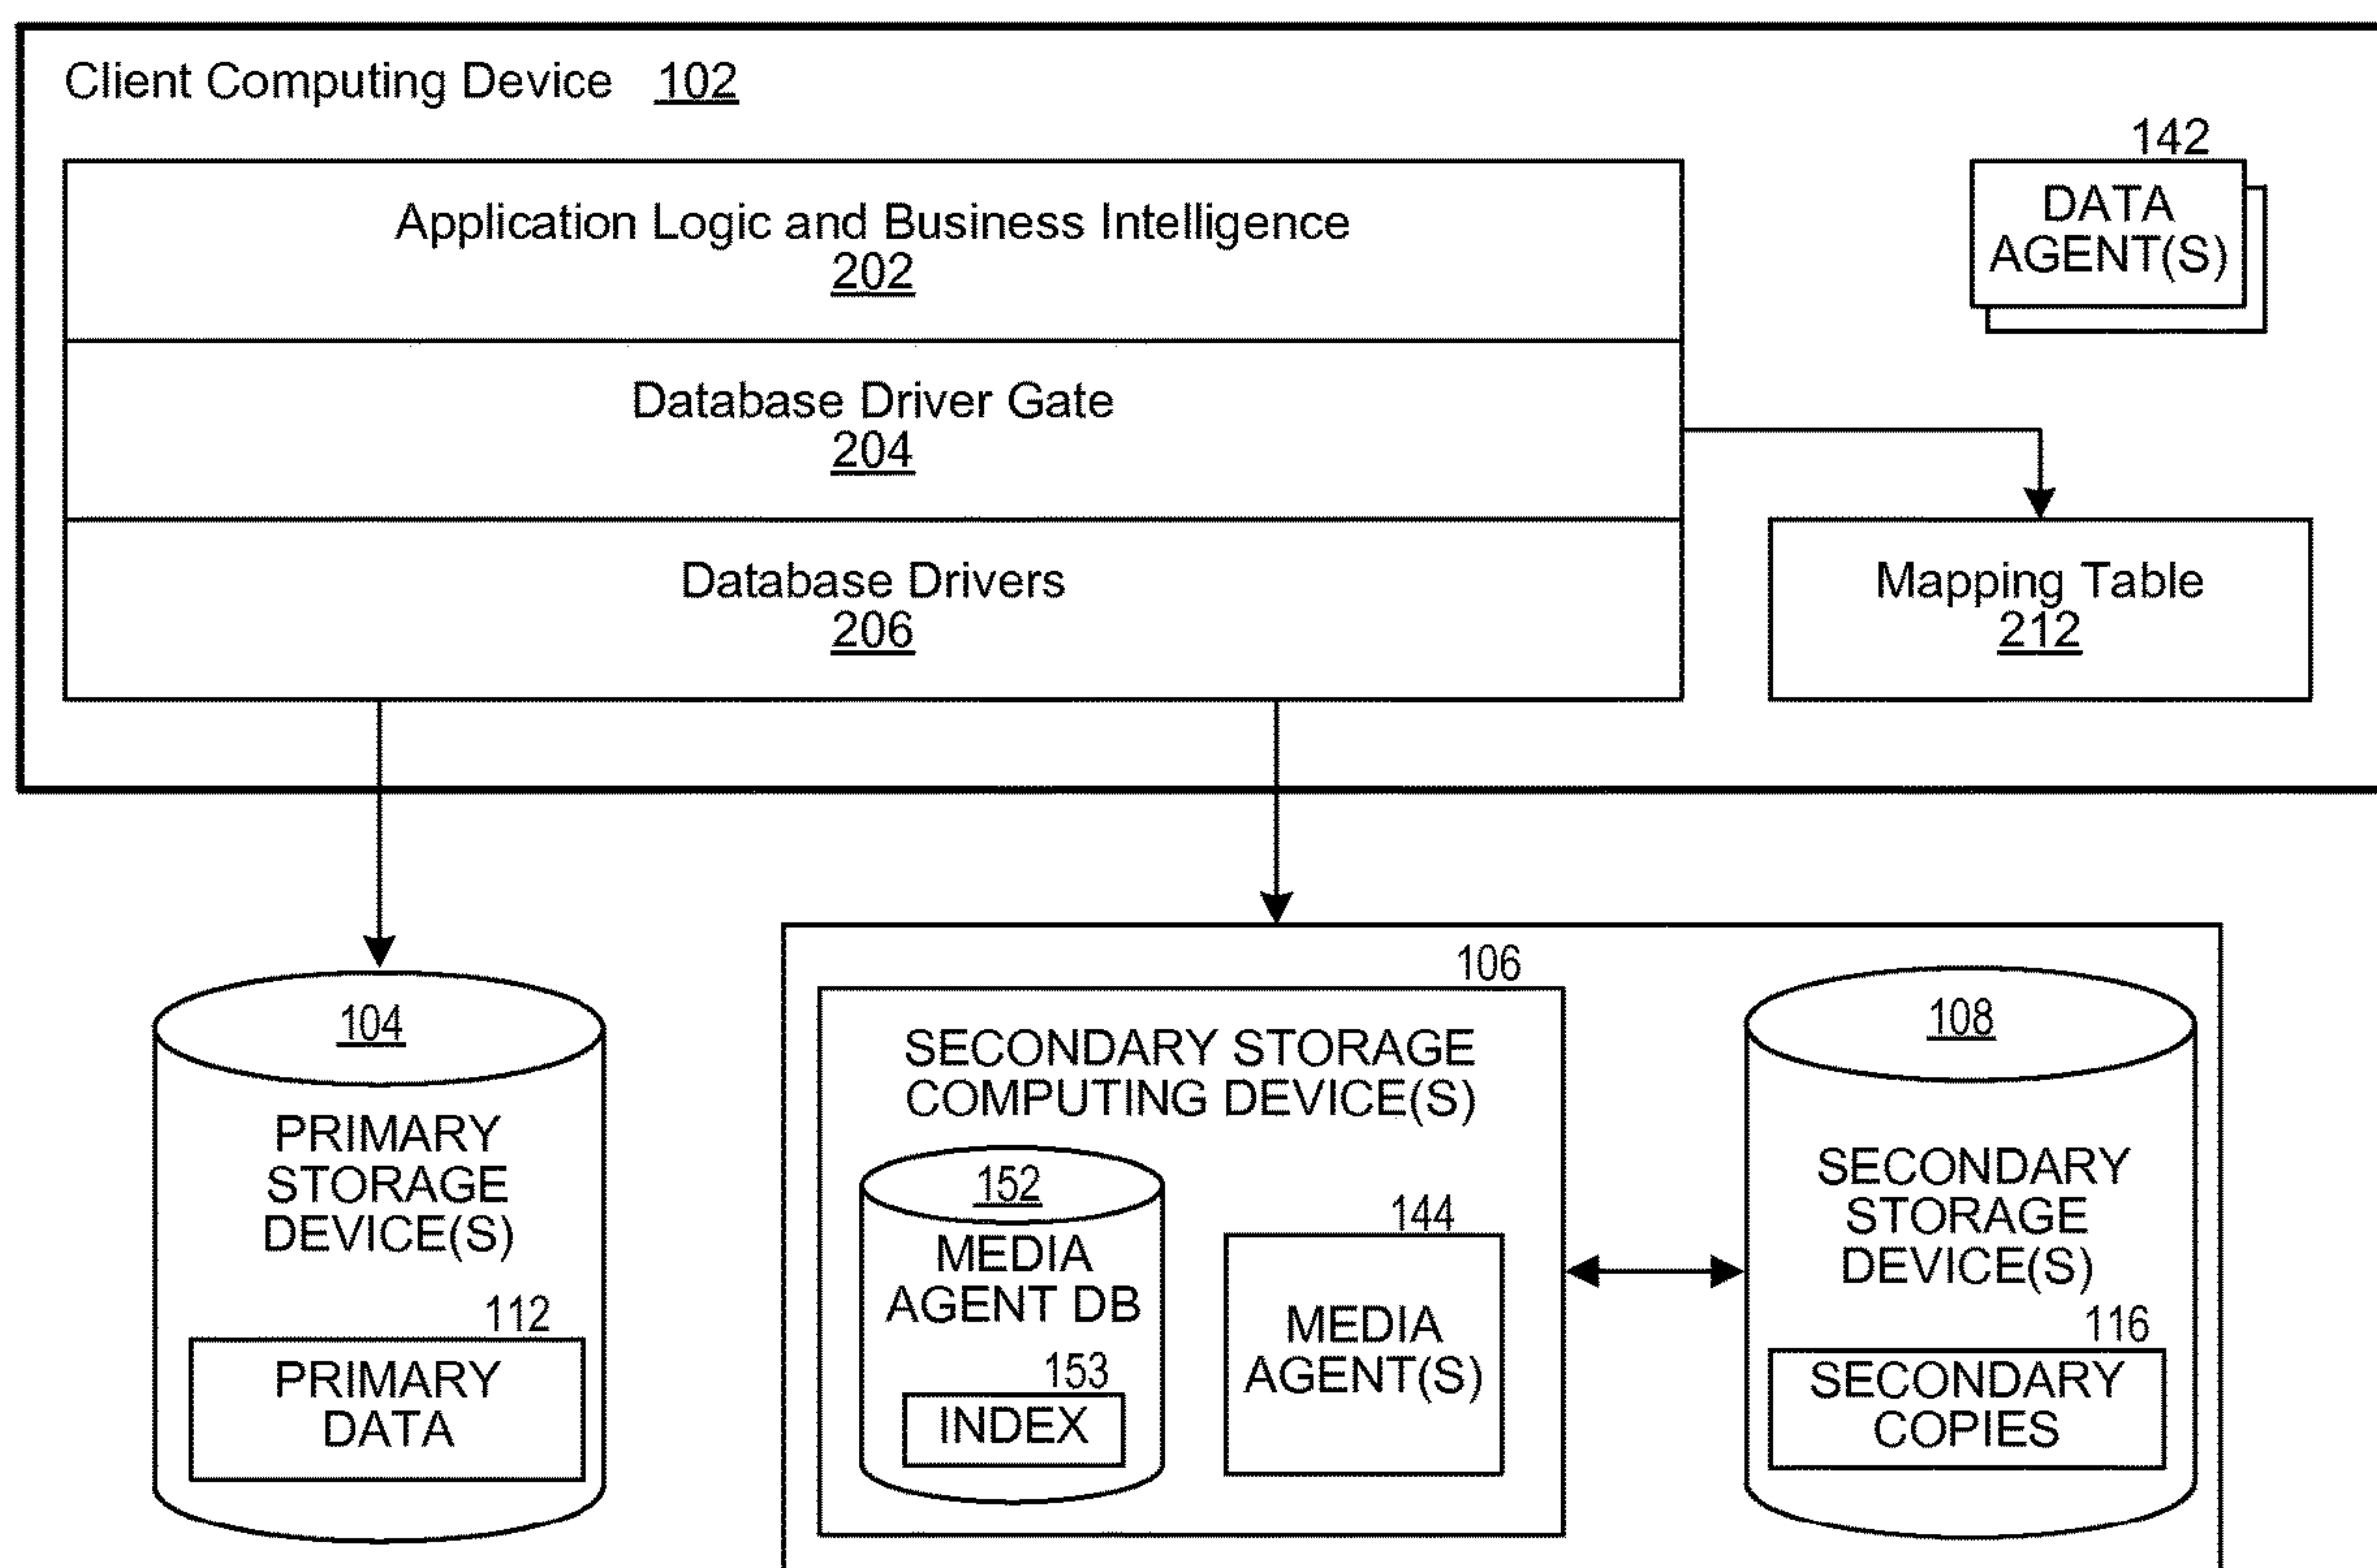 Client Computing Device 102
142
DATA
AGENT(S)
Application Logic and Business Intelligence
202
Database Driver Gate
204
Database Drivers
206
Mapping Table
212
104
PRIMARY
STORAGE
DEVICE(S)
112
PRIMARY
DATA
106
SECONDARY STORAGE
COMPUTING DEVICE(S)
152
MEDIA
AGENT DB
153
INDEX
144
MEDIA
AGENT(S)
108
SECONDARY
STORAGE
DEVICE(S)
116
SECONDARY
COPIES